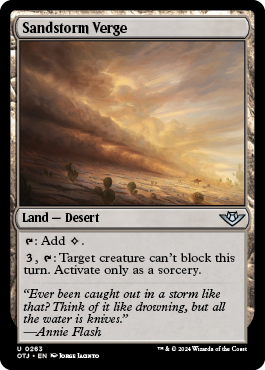 Sandstorm Verge
Land — Desert
: Add .
3, : Target creature can’t block this
turn. Activate only as a sorcery.
“Ever been caught out in a storm like
that? Think of it like drowning, but all
the water is knives.”
—Annie Flash
U 0263
OTJ • EN Jorge Jacinto
™ & © 2024 Wizards of the Coast